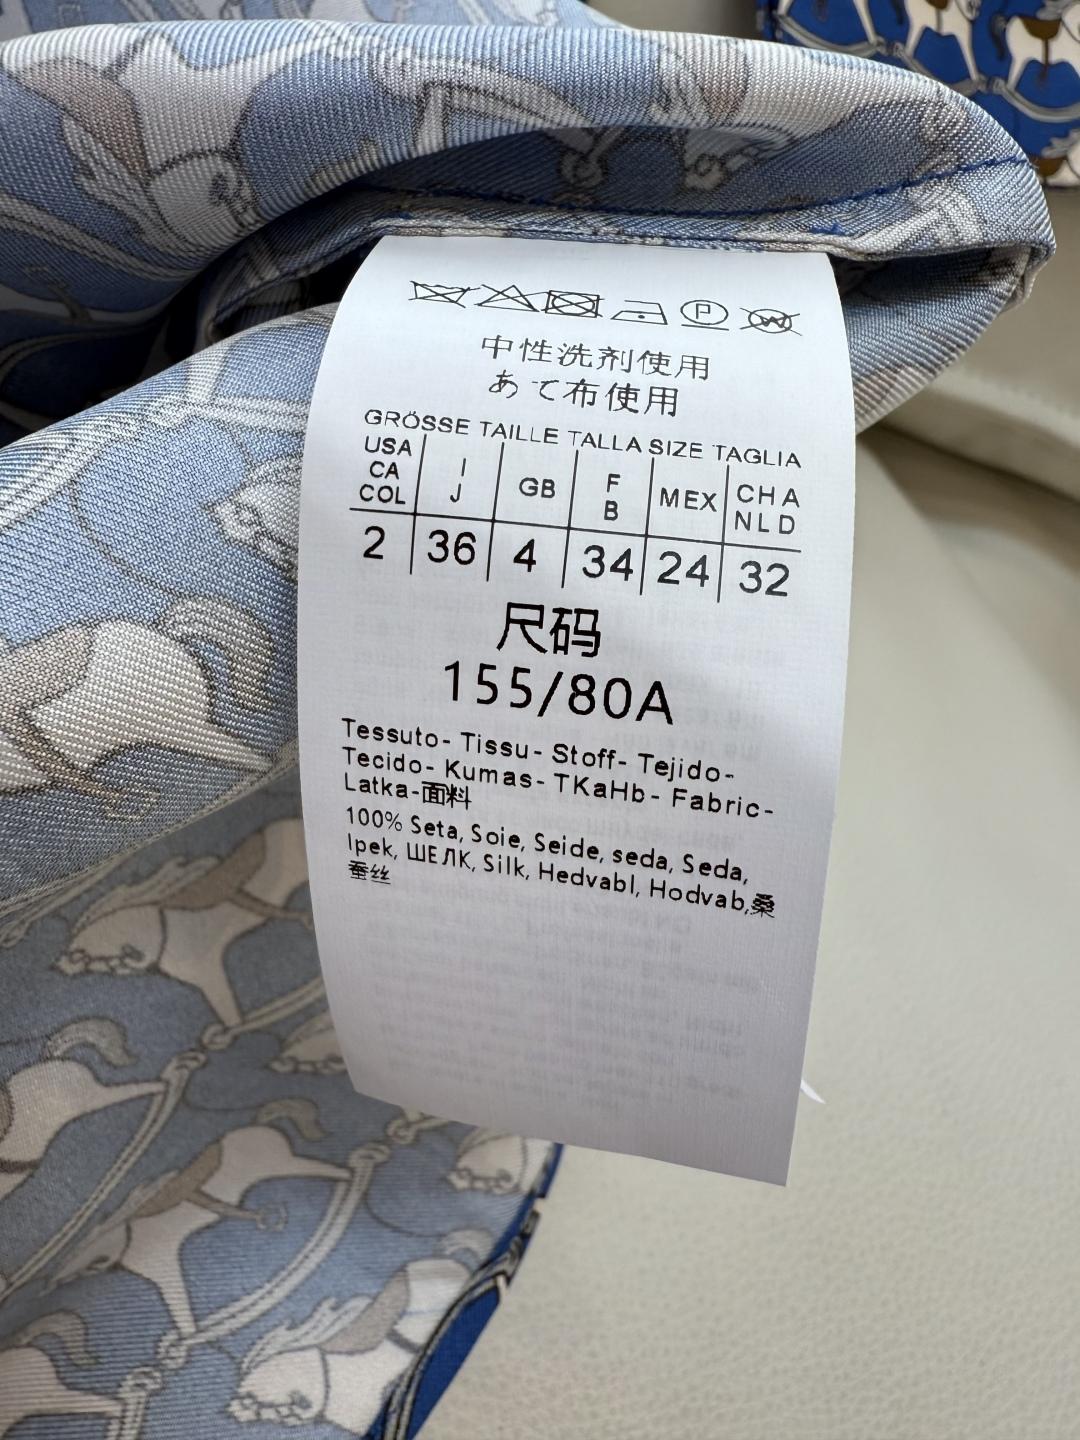 P W
中性洗剂使用
あて布使用
GRÖSSE TAILLE TALLA SIZE TAGLIA
USA CA COL
I J
GB
F B
MEX
CHA NLD
2 36 4 34 24 32
尺码
155/80A
Tessuto- Tissu- Stoff- Tejido-
Tecido- Kumas- TKaHb- Fabric-
Latka-面料
100% Seta, Soie, Seide, seda, Seda,
Ipek, ШЕЛК, Silk, Hedvabl, Hodvab,桑
蚕丝